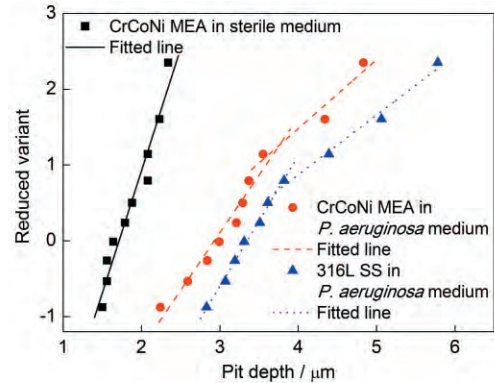 3
2
1
0
-1
Reduced variant
CrCoNi MEA in sterile medium
Fitted line
CrCoNi MEA in
P. aeruginosa medium
Fitted line
316L SS in
P. aeruginosa medium
Fitted line
1 2 3 4 5 6
Pit depth / μm